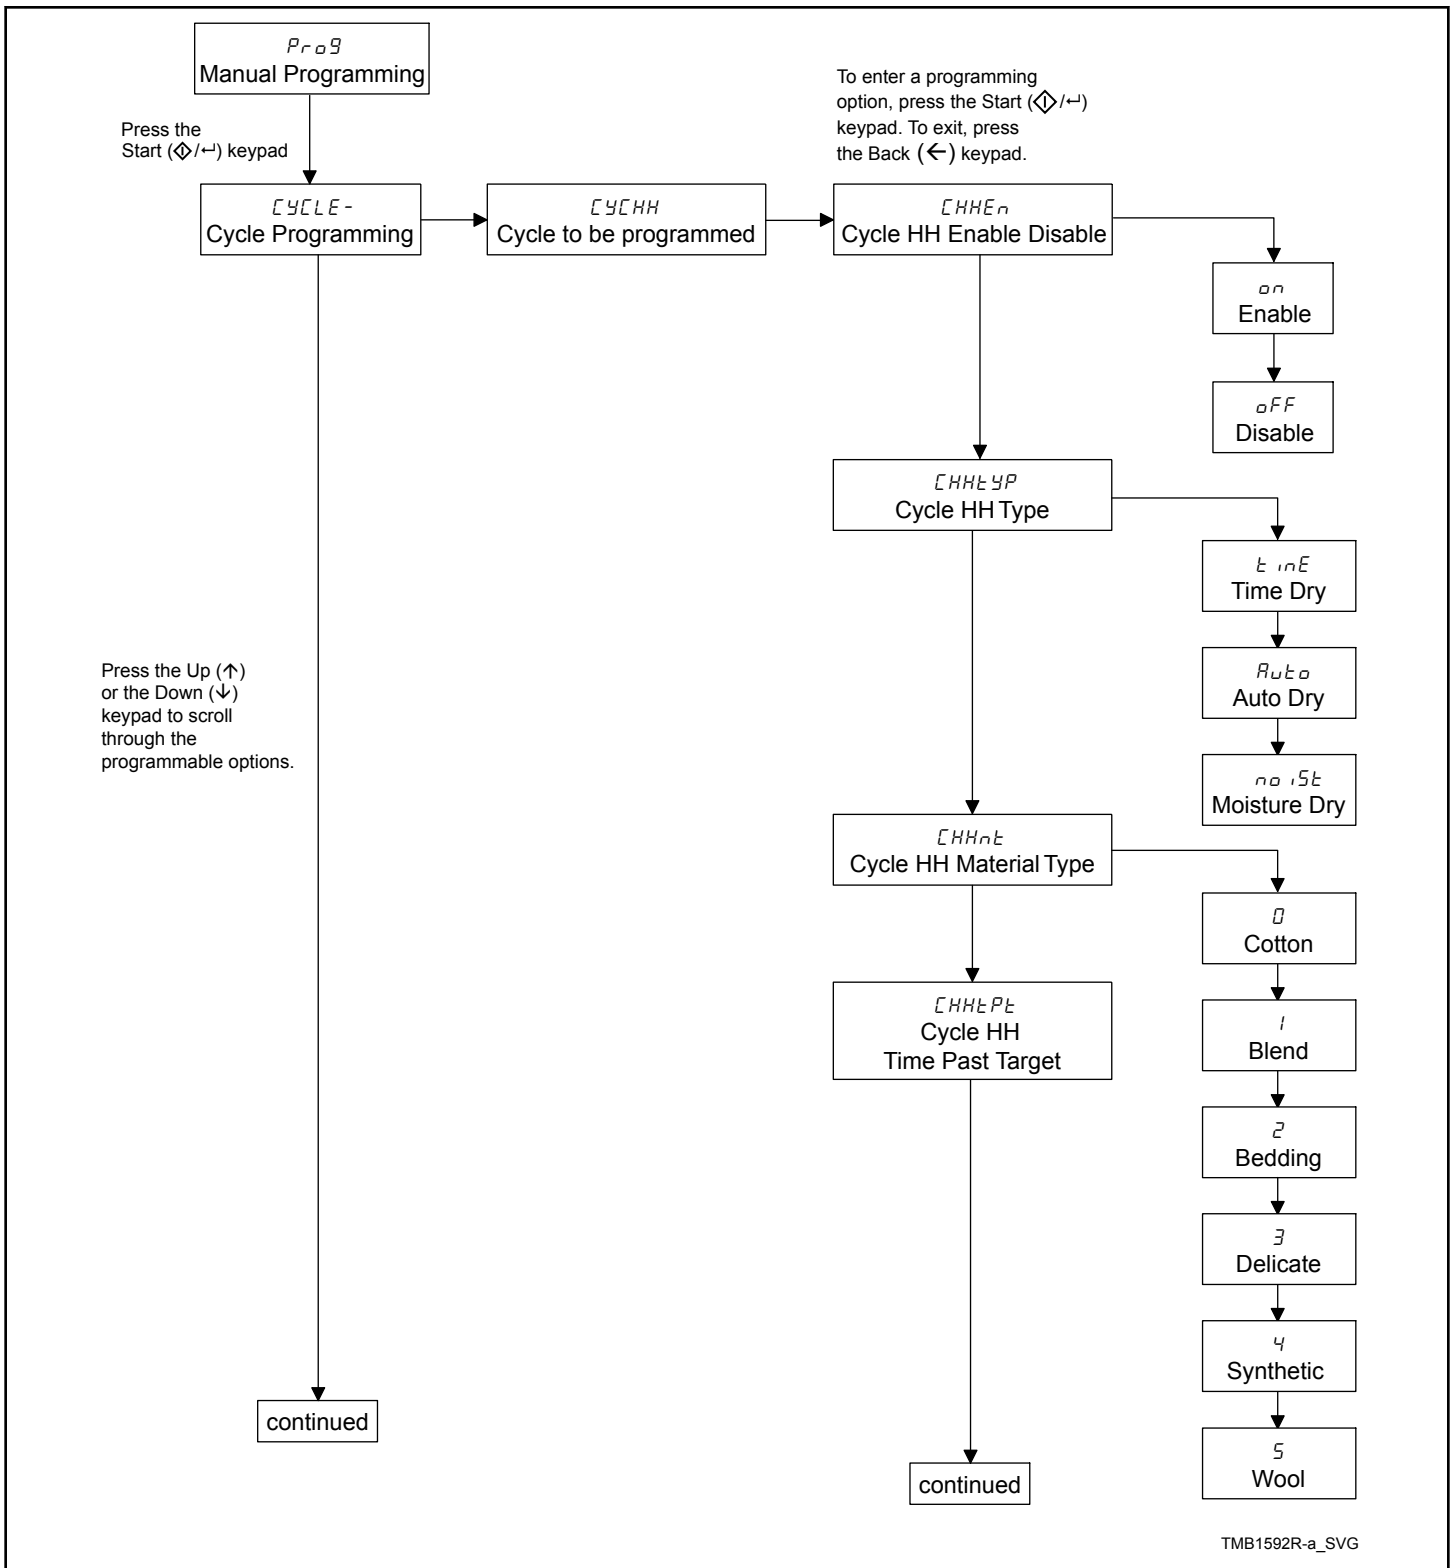 Prog
Manual Programming
Press the
Start (/↵) keypad
To enter a programming
option, press the Start (/↵)
keypad. To exit, press
the Back (←) keypad.
CYCLE-
Cycle Programming
CYCHH
Cycle to be programmed
CHHEn
Cycle HH Enable Disable
on
Enable
oFF
Disable
CHHtYP
Cycle HH Type
tinE
Time Dry
Auto
Auto Dry
noiSt
Moisture Dry
Press the Up (↑)
or the Down (↓)
keypad to scroll
through the
programmable options.
CHHnt
Cycle HH Material Type
0
Cotton
1
Blend
2
Bedding
3
Delicate
4
Synthetic
5
Wool
CHHtPt
Cycle HH
Time Past Target
continued
continued
TMB1592R-a_SVG